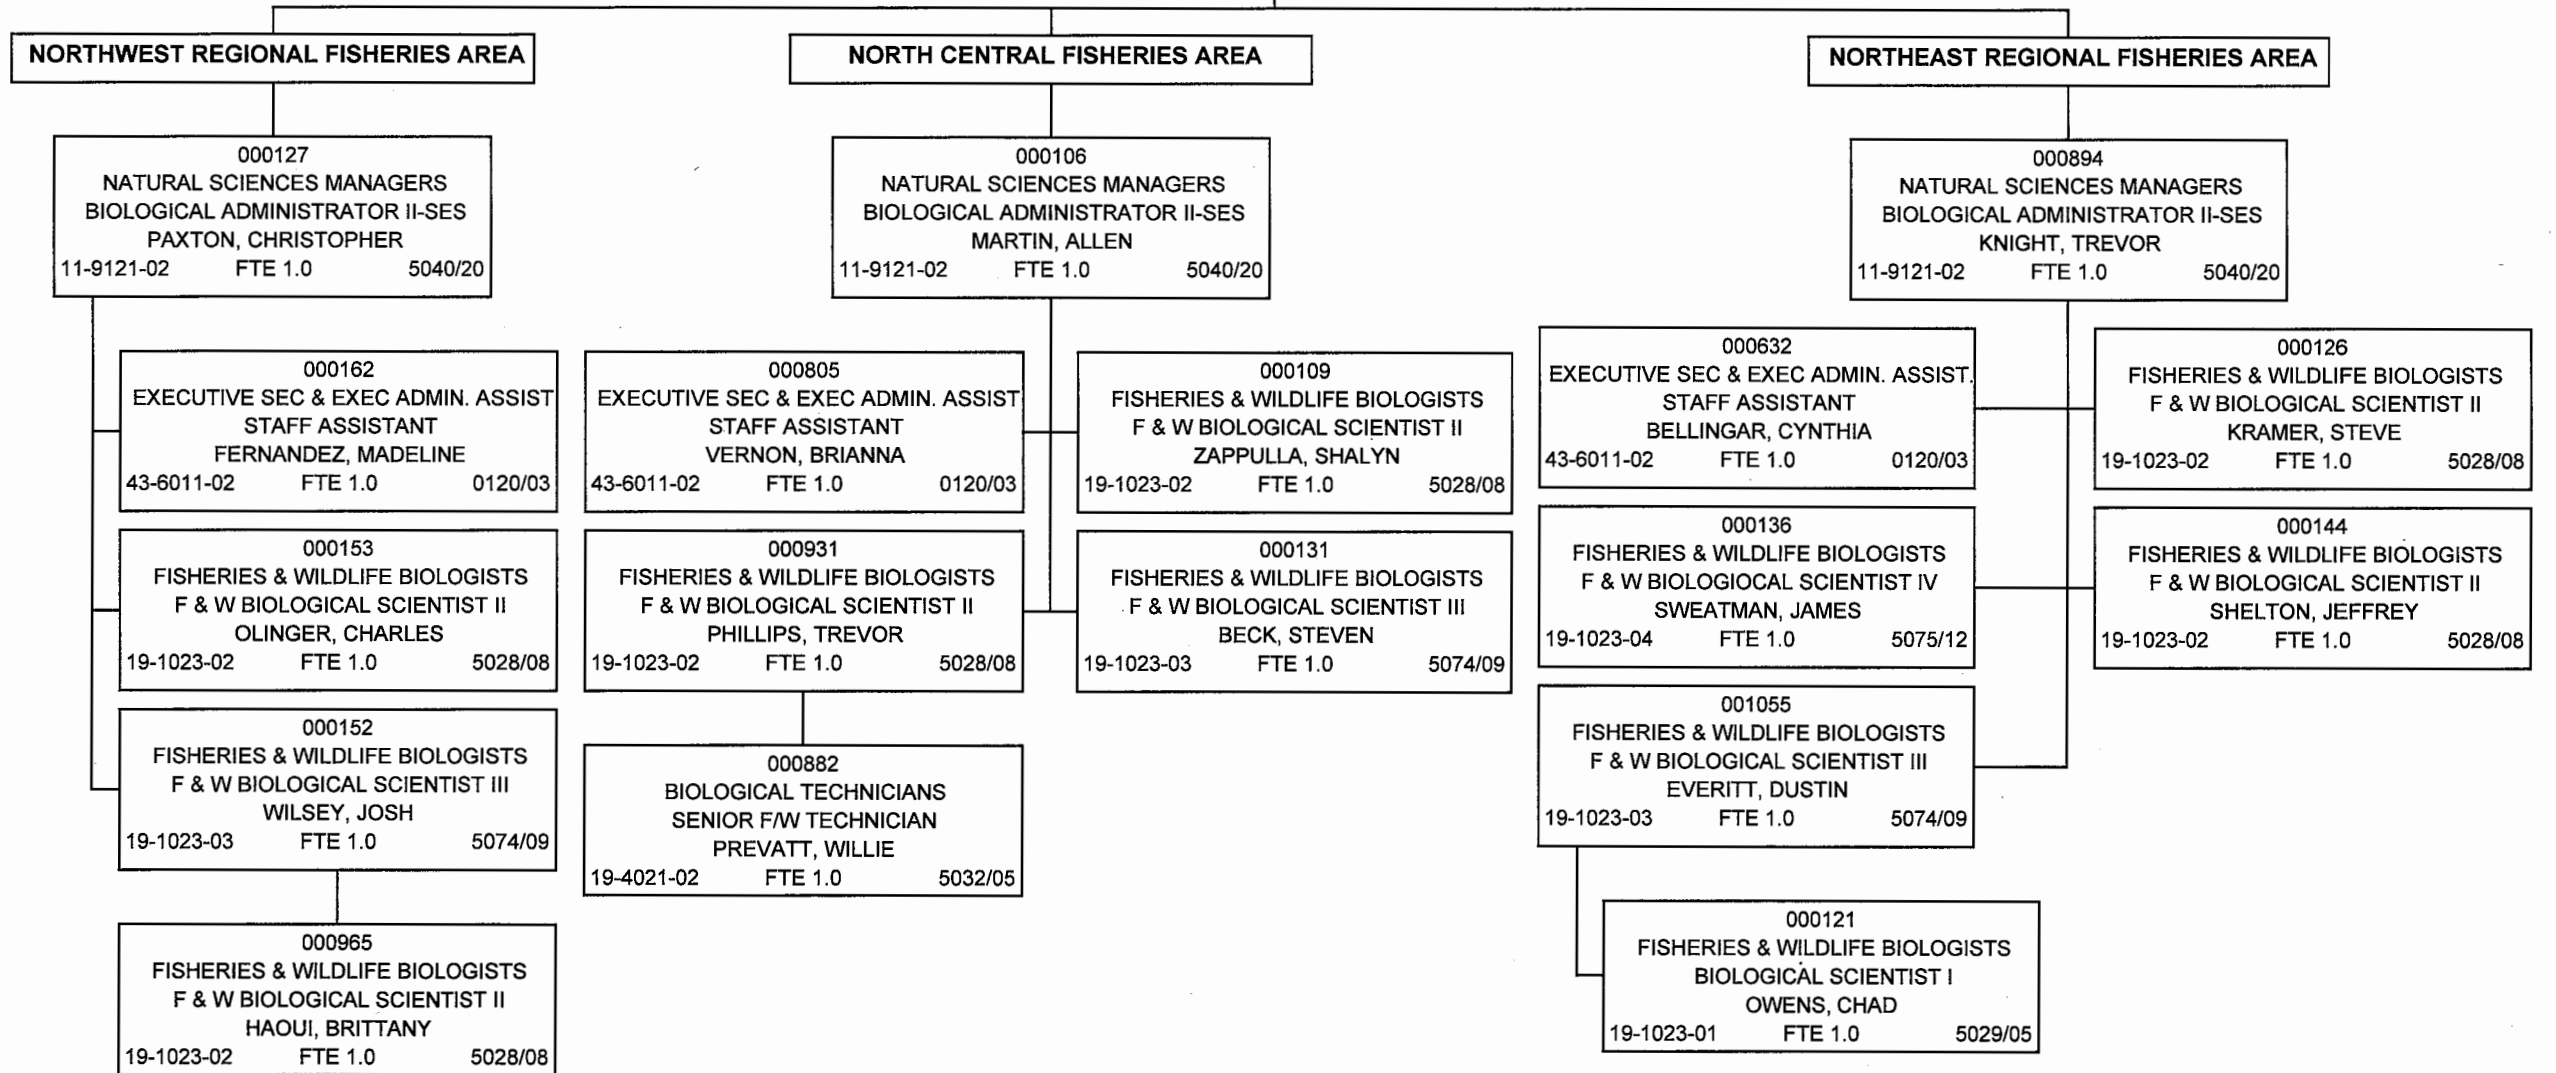 NORTHWEST REGIONAL FISHERIES AREA
000127
NATURAL SCIENCES MANAGERS
BIOLOGICAL ADMINISTRATOR II-SES
PAXTON, CHRISTOPHER
11-9121-02 FTE 1.0 5040/20
000162
EXECUTIVE SEC & EXEC ADMIN. ASSIST
STAFF ASSISTANT
FERNANDEZ, MADELINE
43-6011-02 FTE 1.0 0120/03
000153
FISHERIES & WILDLIFE BIOLOGISTS
F & W BIOLOGICAL SCIENTIST II
OLINGER, CHARLES
19-1023-02 FTE 1.0 5028/08
000152
FISHERIES & WILDLIFE BIOLOGISTS
F & W BIOLOGICAL SCIENTIST III
WILSEY, JOSH
19-1023-03 FTE 1.0 5074/09
000965
FISHERIES & WILDLIFE BIOLOGISTS
F & W BIOLOGICAL SCIENTIST II
HAOUI, BRITTANY
19-1023-02 FTE 1.0 5028/08
NORTH CENTRAL FISHERIES AREA
000106
NATURAL SCIENCES MANAGERS
BIOLOGICAL ADMINISTRATOR II-SES
MARTIN, ALLEN
11-9121-02 FTE 1.0 5040/20
000805
EXECUTIVE SEC & EXEC ADMIN. ASSIST
STAFF ASSISTANT
VERNON, BRIANNA
43-6011-02 FTE 1.0 0120/03
000109
FISHERIES & WILDLIFE BIOLOGISTS
F & W BIOLOGICAL SCIENTIST II
ZAPPULLA, SHALYN
19-1023-02 FTE 1.0 5028/08
000931
FISHERIES & WILDLIFE BIOLOGISTS
F & W BIOLOGICAL SCIENTIST II
PHILLIPS, TREVOR
19-1023-02 FTE 1.0 5028/08
000131
FISHERIES & WILDLIFE BIOLOGISTS
F & W BIOLOGICAL SCIENTIST III
BECK, STEVEN
19-1023-03 FTE 1.0 5074/09
000882
BIOLOGICAL TECHNICIANS
SENIOR F/W TECHNICIAN
PREVATT, WILLIE
19-4021-02 FTE 1.0 5032/05
NORTHEAST REGIONAL FISHERIES AREA
000894
NATURAL SCIENCES MANAGERS
BIOLOGICAL ADMINISTRATOR II-SES
KNIGHT, TREVOR
11-9121-02 FTE 1.0 5040/20
000632
EXECUTIVE SEC & EXEC ADMIN. ASSIST.
STAFF ASSISTANT
BELLINGAR, CYNTHIA
43-6011-02 FTE 1.0 0120/03
000126
FISHERIES & WILDLIFE BIOLOGISTS
F & W BIOLOGICAL SCIENTIST II
KRAMER, STEVE
19-1023-02 FTE 1.0 5028/08
000136
FISHERIES & WILDLIFE BIOLOGISTS
F & W BIOLOGIOCAL SCIENTIST IV
SWEATMAN, JAMES
19-1023-04 FTE 1.0 5075/12
000144
FISHERIES & WILDLIFE BIOLOGISTS
F & W BIOLOGICAL SCIENTIST II
SHELTON, JEFFREY
19-1023-02 FTE 1.0 5028/08
001055
FISHERIES & WILDLIFE BIOLOGISTS
F & W BIOLOGICAL SCIENTIST III
EVERITT, DUSTIN
19-1023-03 FTE 1.0 5074/09
000121
FISHERIES & WILDLIFE BIOLOGISTS
BIOLOGICAL SCIENTIST I
OWENS, CHAD
19-1023-01 FTE 1.0 5029/05